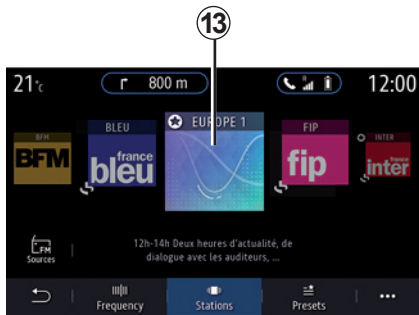 13
21°c
800 m
R
12:00
BFM
BLEU
EUROPE 1
FIP
INTER
BFM
france
bleu
fip
france
inter
FM
Sources
12h-14h Deux heures d'actualité, de
dialogue avec les auditeurs, ...
Frequency
Stations
Presets